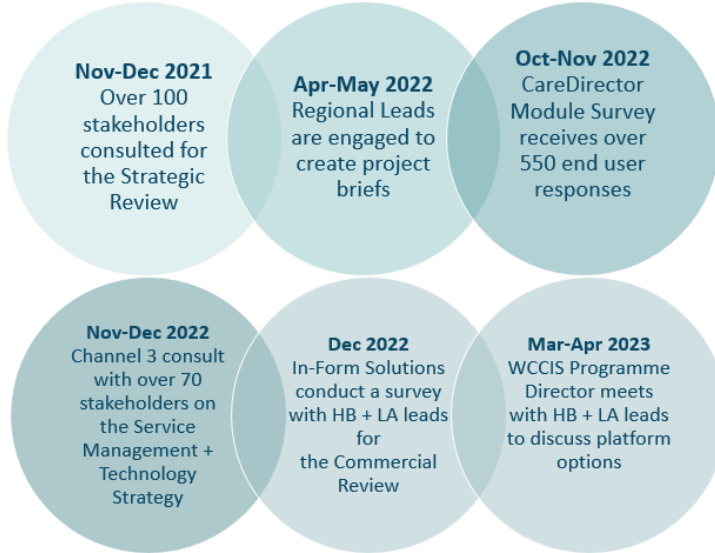 Nov-Dec 2021
Over 100
stakeholders
consulted for
the Strategic
Review
Apr-May 2022
Regional Leads
are engaged to
create project
briefs
Oct-Nov 2022
CareDirector
Module Survey
receives over
550 end user
responses
Nov-Dec 2022
Channel 3 consult
with over 70
stakeholders on
the Service
Management +
Technology
Strategy
Dec 2022
In-Form Solutions
conduct a survey
with HB + LA leads
for
the Commercial
Review
Mar-Apr 2023
WCCIS Programme
Director meets
with HB + LA leads
to discuss platform
options